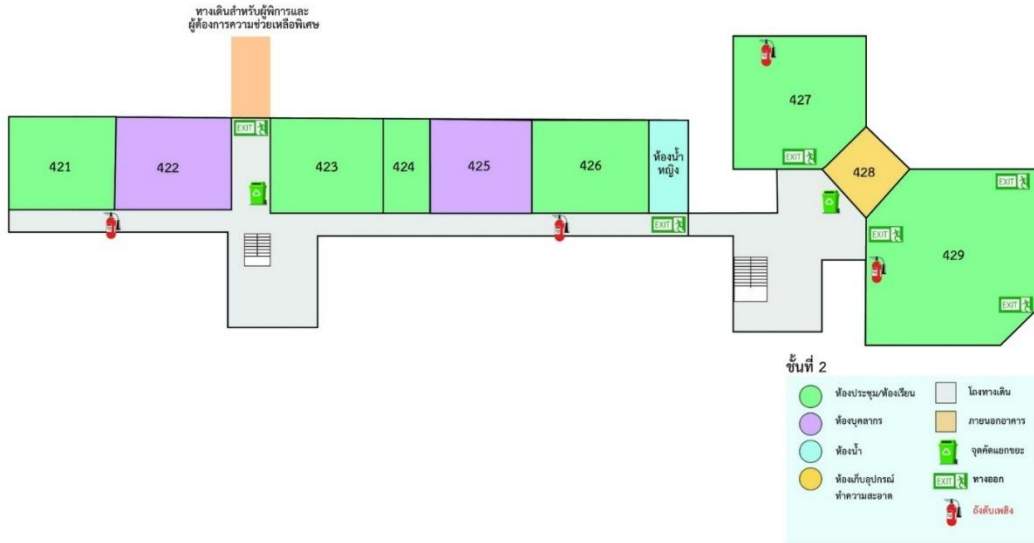 ทางเดินสำหรับผู้พิการและ
ผู้ต้องการความช่วยเหลือพิเศษ
EXIT
421
422
423
424
425
426
ห้องน้ำ
หญิง
EXIT
427
EXIT
428
EXIT
EXIT
429
EXIT
ชั้นที่ 2
ห้องประชุม/ห้องเรียน
โถงทางเดิน
ห้องบุคลากร
ภายนอกอาคาร
ห้องน้ำ
จุดคัดแยกขยะ
ห้องเก็บอุปกรณ์
ทำความสะอาด
EXIT ทางออก
ถังดับเพลิง